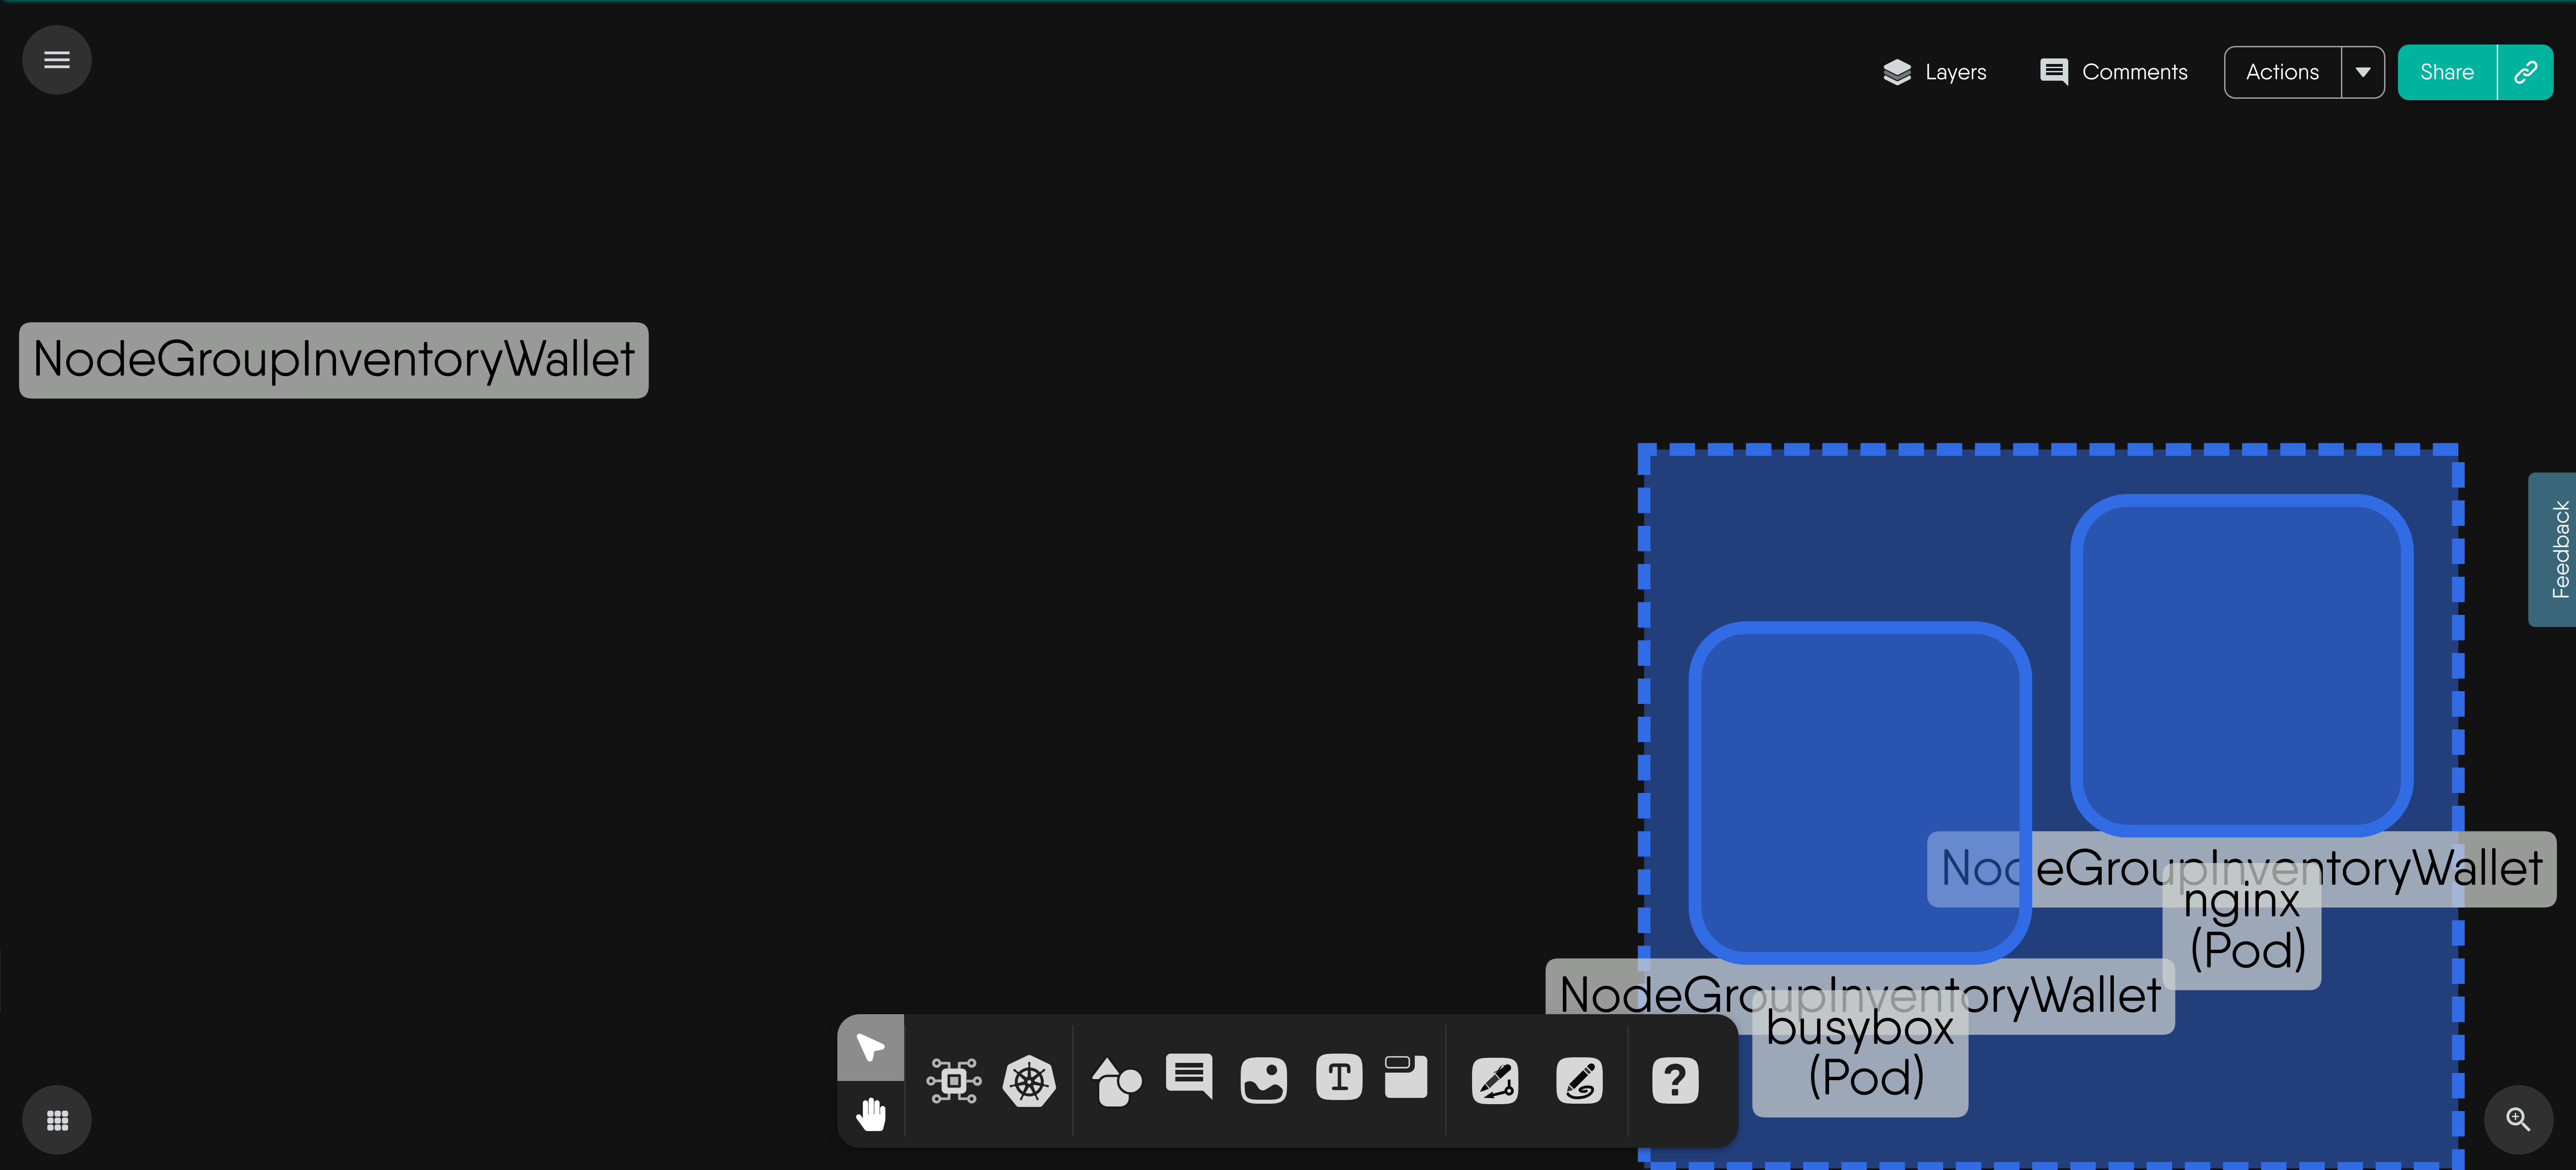 Layers
Comments
Actions
Share
NodeGroupInventoryWallet
Feedback
NodeGroupInventoryWallet
nginx
(Pod)
NodeGroupInventoryWallet
busybox
(Pod)
T
?